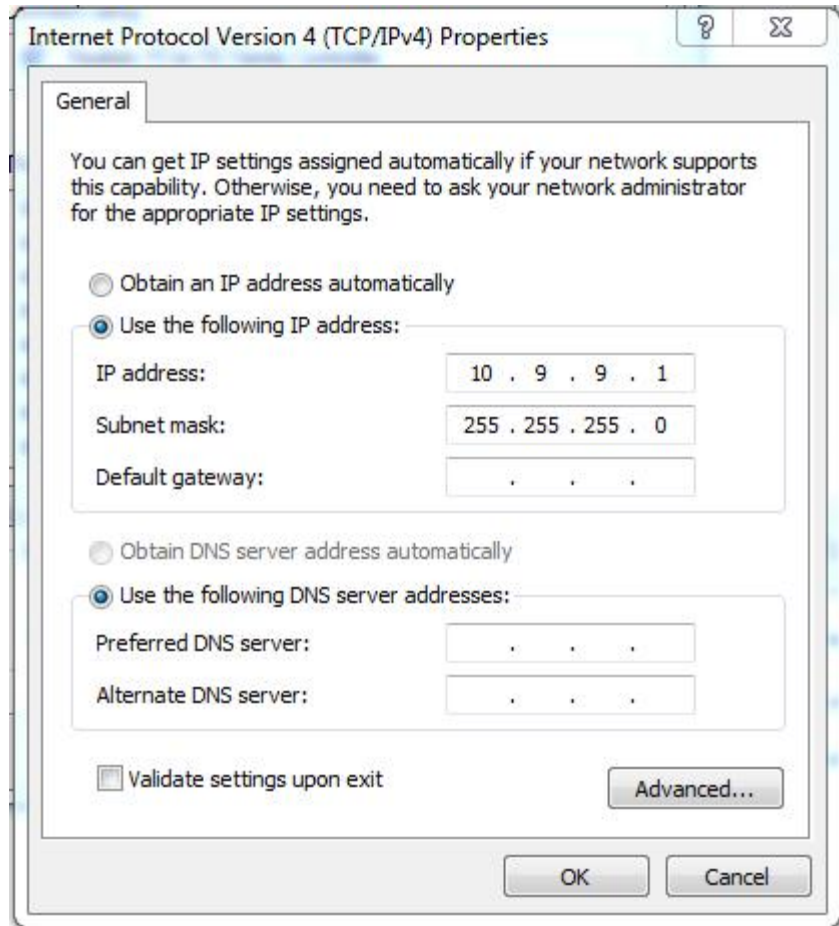 Internet Protocol Version 4 (TCP/IPv4) Properties
General
You can get IP settings assigned automatically if your network supports
this capability. Otherwise, you need to ask your network administrator
for the appropriate IP settings.
Obtain an IP address automatically
Use the following IP address:
IP address: 10 . 9 . 9 . 1
Subnet mask: 255 . 255 . 255 . 0
Default gateway: . . .
Obtain DNS server address automatically
Use the following DNS server addresses:
Preferred DNS server: . . .
Alternate DNS server: . . .
Validate settings upon exit
Advanced...
OK Cancel